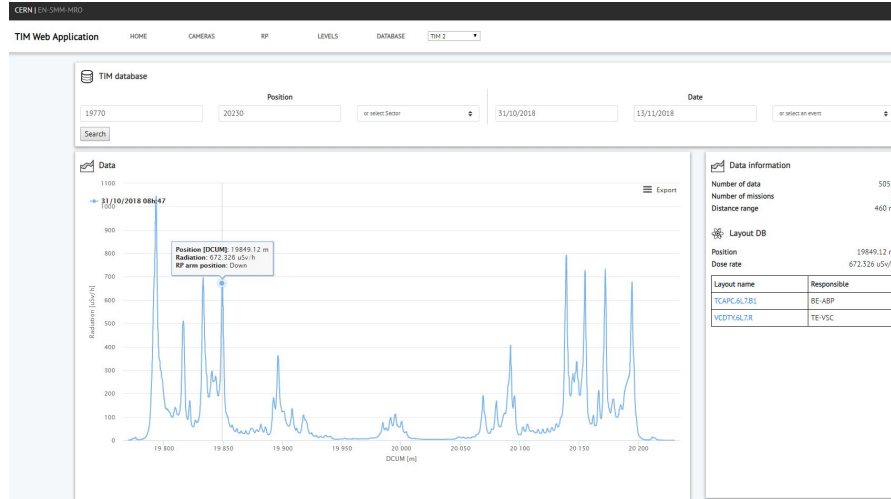 CERN | EN-SMM-MRO
TIM Web Application HOME CAMERAS RP LEVELS DATABASE TIM 2
TIM database
Position Date
19770 20230 or select Sector 31/10/2018 13/11/2018 or select an event
Search
Data
Export
31/10/2018 08h47
Position [DCUM]: 19849.12 m
Radiation: 672.326 uSv/h
RP arm position: Down
Radiation [uSv/h]
1100
1000
900
800
700
600
500
400
300
200
100
0
19 800 19 850 19 900 19 950 20 000 20 050 20 100 20 150 20 200
DCUM [m]
Data information
Number of data 505
Number of missions
Distance range 460
Layout DB
Position 19849.12
Dose rate 672.326 uSv/
Layout name Responsible
TCAPC.6L7.B1 BE-ABP
VCDTY.6L7.R TE-VSC